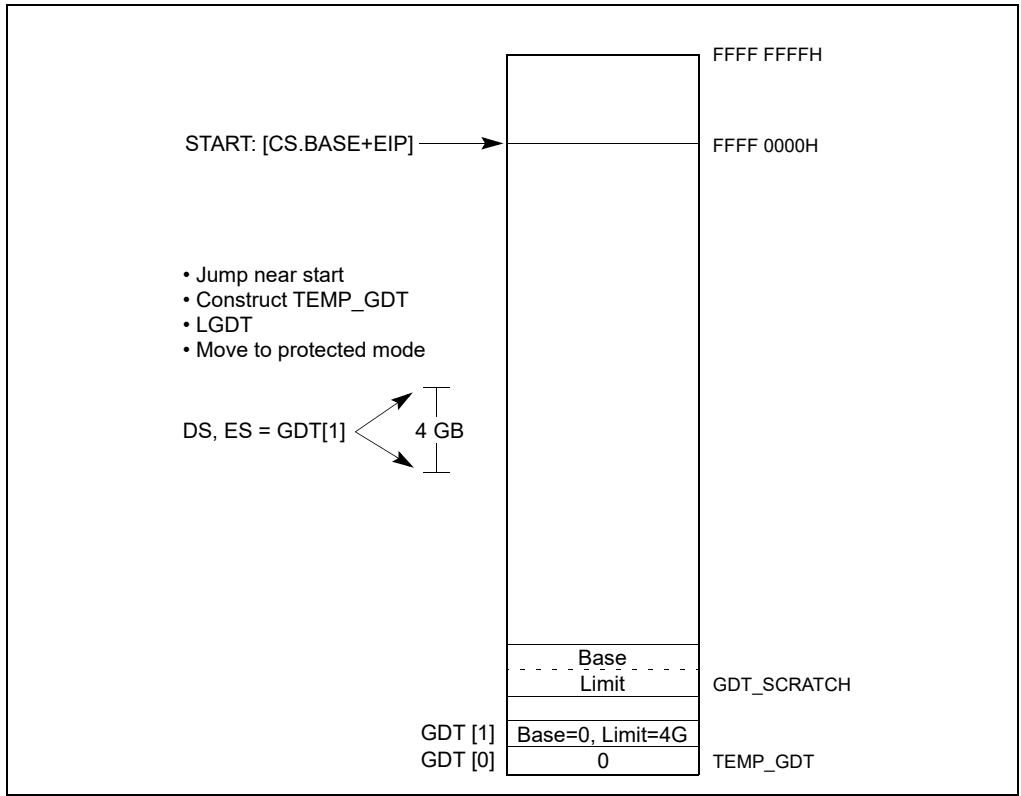 FFFF FFFFH
START: [CS.BASE+EIP]
FFFF 0000H
• Jump near start
• Construct TEMP_GDT
• LGDT
• Move to protected mode
DS, ES = GDT[1]
4 GB
Base
Limit
GDT_SCRATCH
GDT [1]
Base=0, Limit=4G
GDT [0]
0
TEMP_GDT